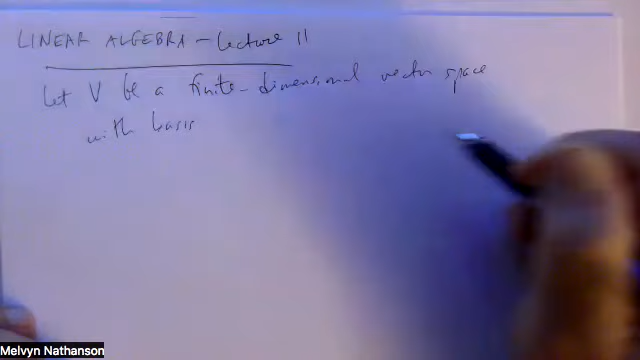 LINEAR ALGEBRA - Lecture 11
Let V be a finite-dimensional vector space
with basis
Melvyn Nathanson